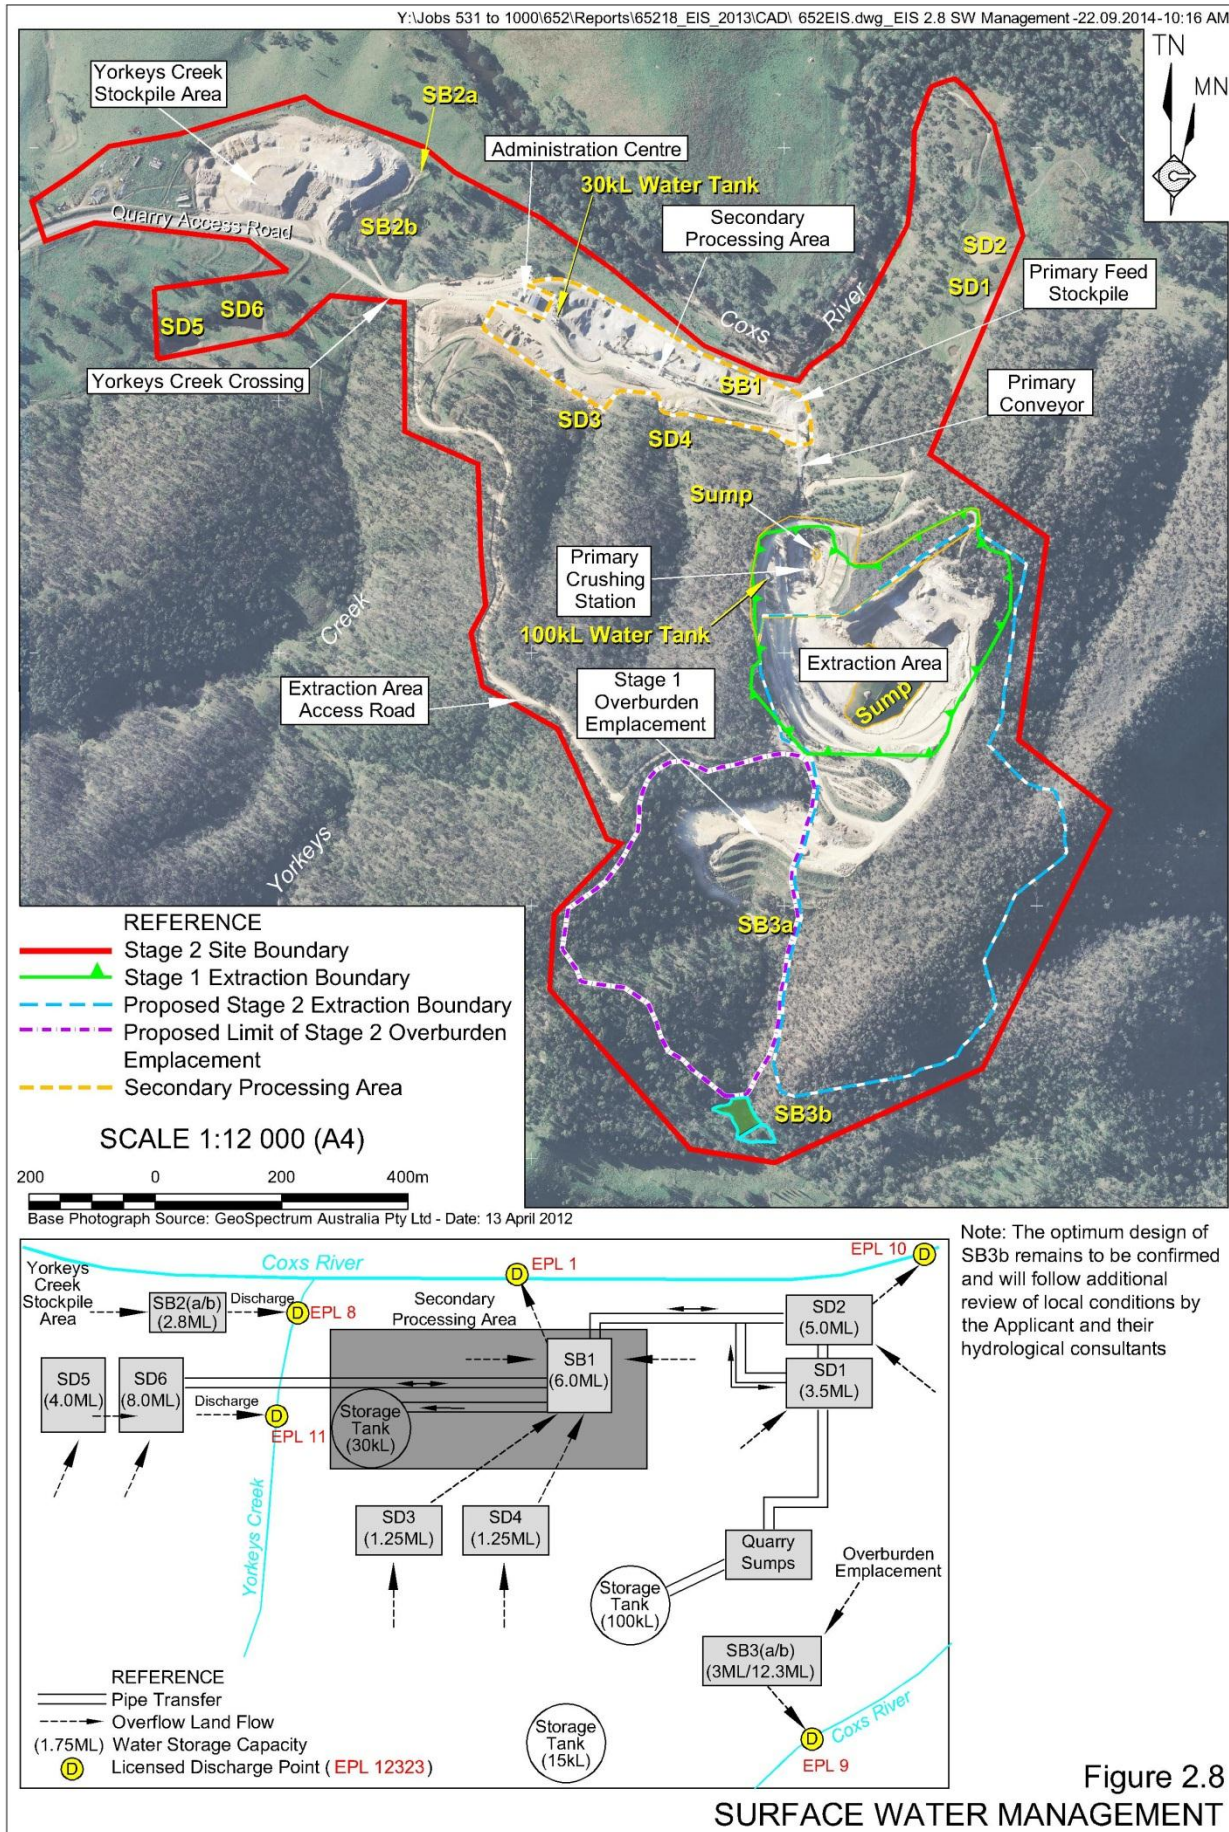 Y:\Jobs 531 to 1000\652\Reports\65218_EIS_2013\CAD\ 652EIS.dwg_EIS 2.8 SW Management -22.09.2014-10:16 AM
TN
MN
Yorkeys Creek
Stockpile Area
SB2a
Administration Centre
30kL Water Tank
Secondary
Processing Area
Quarry Access Road
SB2b
SD2
SD1
Primary Feed
Stockpile
Coxs
River
SD6
SD5
Yorkeys Creek Crossing
SB1
Primary
Conveyor
SD3
SD4
Sump
Primary
Crushing
Station
100kL Water Tank
Creek
Extraction Area
Sump
Extraction Area
Access Road
Stage 1
Overburden
Emplacement
Yorkeys
SB3a
SB3b
REFERENCE
Stage 2 Site Boundary
Stage 1 Extraction Boundary
Proposed Stage 2 Extraction Boundary
Proposed Limit of Stage 2 Overburden
Emplacement
Secondary Processing Area
SCALE 1:12 000 (A4)
200 0 200 400m
Base Photograph Source: GeoSpectrum Australia Pty Ltd - Date: 13 April 2012
Note: The optimum design of
SB3b remains to be confirmed
and will follow additional
review of local conditions by
the Applicant and their
hydrological consultants
Coxs River
D
EPL 1
EPL 10
D
Yorkeys
Creek
Stockpile
Area
SB2(a/b)
(2.8ML)
Discharge
D
EPL 8
Secondary
Processing Area
SB1
(6.0ML)
SD2
(5.0ML)
SD1
(3.5ML)
SD5
(4.0ML)
SD6
(8.0ML)
Discharge
D
EPL 11
Storage
Tank
(30kL)
Yorkeys Creek
SD3
(1.25ML)
SD4
(1.25ML)
Quarry
Sumps
Storage
Tank
(100kL)
Overburden
Emplacement
SB3(a/b)
(3ML/12.3ML)
D
EPL 9
Coxs River
Storage
Tank
(15kL)
REFERENCE
Pipe Transfer
Overflow Land Flow
(1.75ML) Water Storage Capacity
D Licensed Discharge Point ( EPL 12323 )
Figure 2.8
SURFACE WATER MANAGEMENT